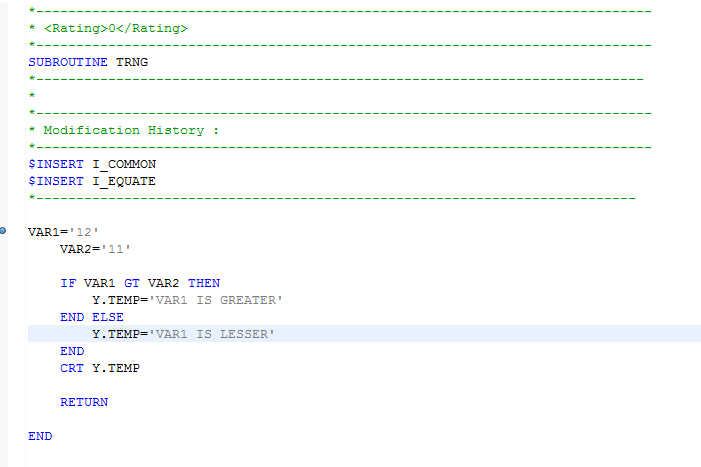 *-----------------------------------------------------------------------------
* <Rating>0</Rating>
*-----------------------------------------------------------------------------
SUBROUTINE TRNG
*----------------------------------------------------------------------------
*
*-----------------------------------------------------------------------------
* Modification History :
*-----------------------------------------------------------------------------
$INSERT I_COMMON
$INSERT I_EQUATE
*---------------------------------------------------------------------------
VAR1='12'
    VAR2='11'
    IF VAR1 GT VAR2 THEN
        Y.TEMP='VAR1 IS GREATER'
    END ELSE
        Y.TEMP='VAR1 IS LESSER'
    END
    CRT Y.TEMP
    RETURN
END